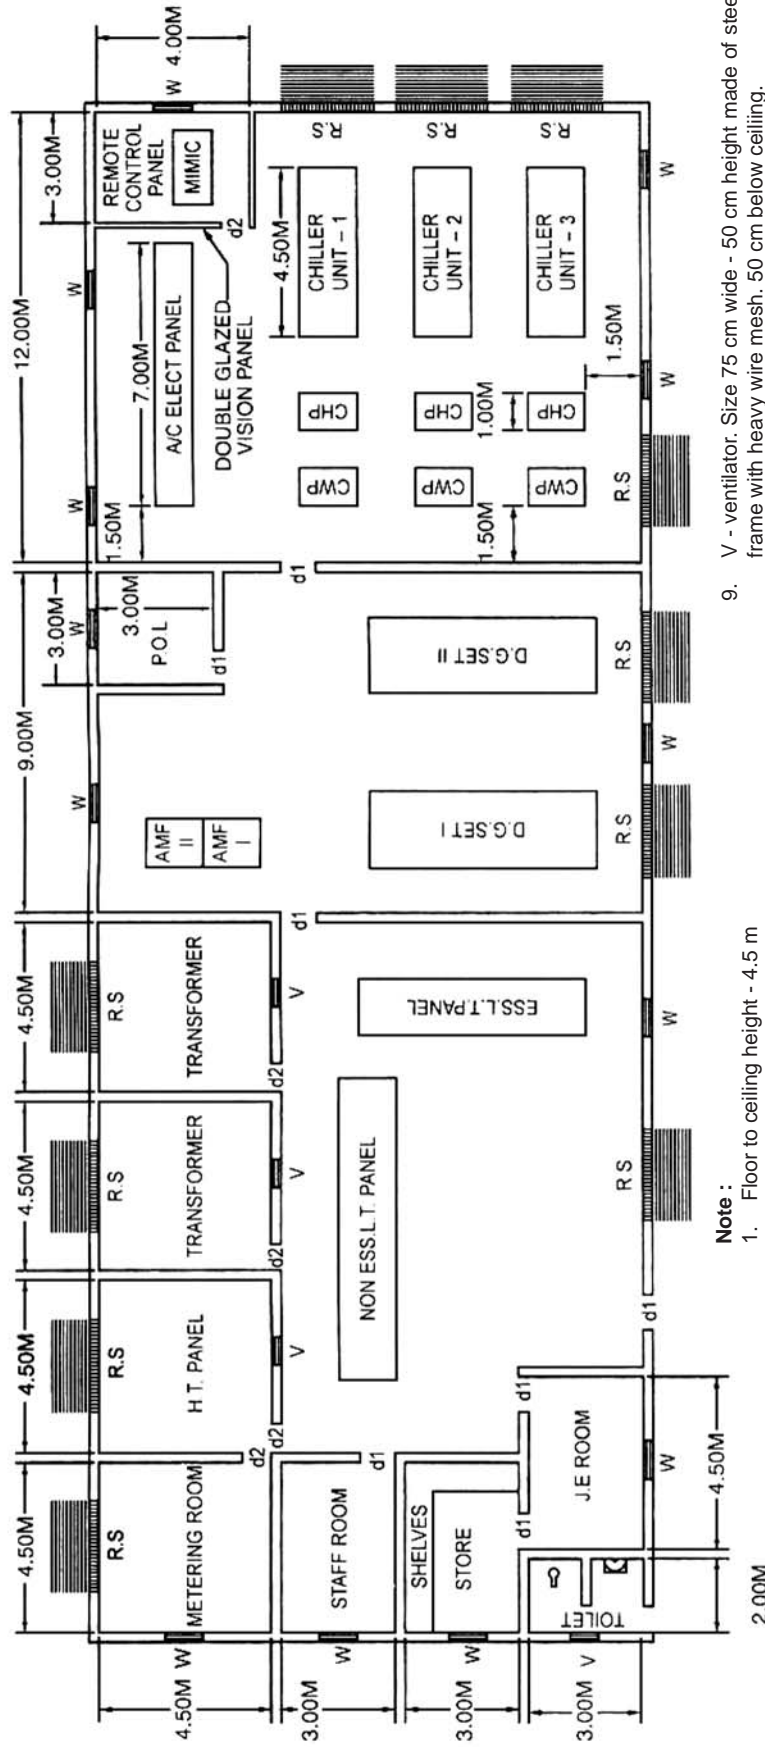 4.50M
4.50M
4.50M
4.50M
9.00M
3.00M
12.00M
3.00M
4.00M
R.S
R.S
R.S
R.S
W
W
W
W
W
METERING ROOM
H.T. PANEL
TRANSFORMER
TRANSFORMER
AMF
II
AMF
I
P.O.L
3.00M
1.50M
7.00M
A/C ELECT PANEL
REMOTE
CONTROL
PANEL
MIMIC
DOUBLE GLAZED
VISION PANEL
d2
d2
d2
d2
d2
V
V
V
d1
d1
d1
4.50M
W
STAFF ROOM
3.00M
W
d1
SHELVES
STORE
3.00M
W
d1
d1
J.E ROOM
TOILET
3.00M
V
W
d1
NON ESS.L.T. PANEL
ESS.L.T.PANEL
D.G.SET I
D.G.SET II
CWP
CHP
CHILLER
UNIT – 1
4.50M
R.S
CWP
CHP
CHILLER
UNIT – 2
R.S
1.00M
1.50M
CWP
CHP
CHILLER
UNIT – 3
R.S
1.50M
R.S
R.S
R.S
R.S
W
W
W
W
2.00M
4.50M
Note :
1. Floor to ceiling height - 4.5 m
9. V - ventilator. Size 75 cm wide - 50 cm height made of stee
frame with heavy wire mesh. 50 cm below ceiling.